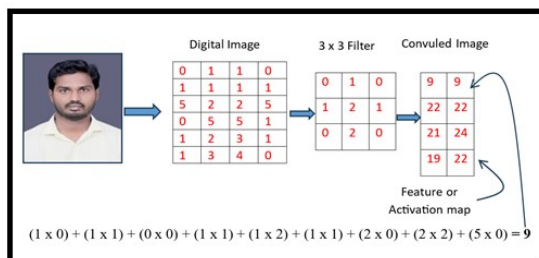 Digital Image
3 x 3 Filter
Convuled Image
0 1 1 0
1 1 1 1
5 2 2 5
0 5 5 1
1 2 3 1
1 3 4 0
0 1 0
1 2 1
0 2 0
9 9
22 22
21 24
19 22
Feature or
Activation map
(1 x 0) + (1 x 1) + (0 x 0) + (1 x 1) + (1 x 2) + (1 x 1) + (2 x 0) + (2 x 2) + (5 x 0) = 9